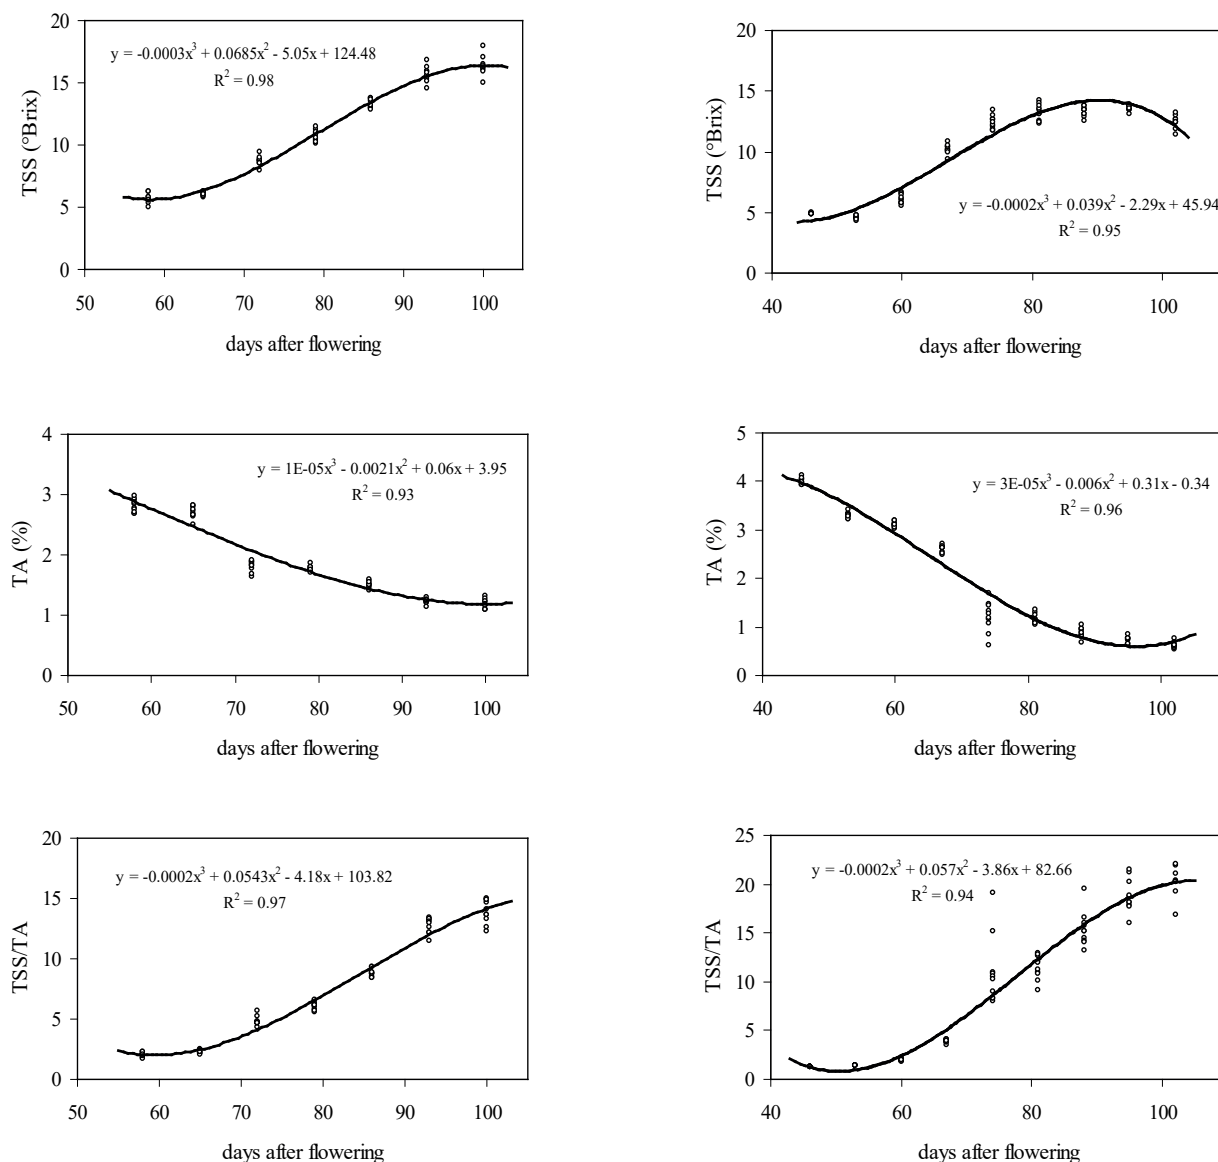 20
15
10
5
0
TSS (°Brix)
y = -0.0003x³ + 0.0685x² - 5.05x + 124.48
R² = 0.98
50 60 70 80 90 100
days after flowering
20
15
10
5
0
TSS (°Brix)
y = -0.0002x³ + 0.039x² - 2.29x + 45.94
R² = 0.95
40 60 80 100
days after flowering
4
3
2
1
0
TA (%)
y = 1E-05x³ - 0.0021x² + 0.06x + 3.95
R² = 0.93
50 60 70 80 90 100
days after flowering
5
4
3
2
1
0
TA (%)
y = 3E-05x³ - 0.006x² + 0.31x - 0.34
R² = 0.96
40 60 80 100
days after flowering
20
15
10
5
0
TSS/TA
y = -0.0002x³ + 0.0543x² - 4.18x + 103.82
R² = 0.97
50 60 70 80 90 100
days after flowering
25
20
15
10
5
0
TSS/TA
y = -0.0002x³ + 0.057x² - 3.86x + 82.66
R² = 0.94
40 60 80 100
days after flowering